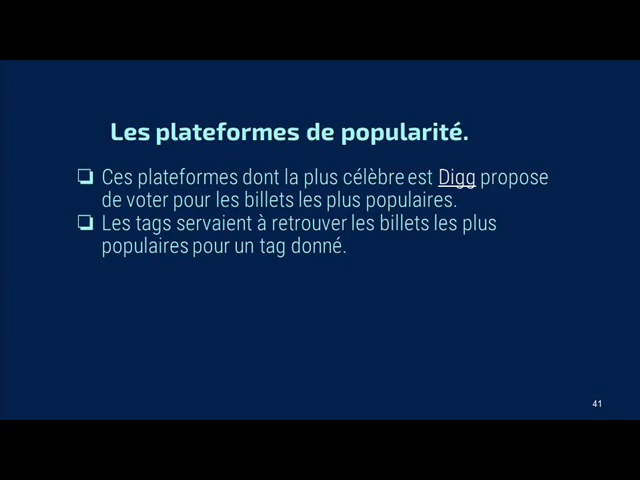 Les plateformes de popularité.
❏ Ces plateformes dont la plus célèbre est Digg propose
de voter pour les billets les plus populaires.
❏ Les tags servaient à retrouver les billets les plus
populaires pour un tag donné.
41